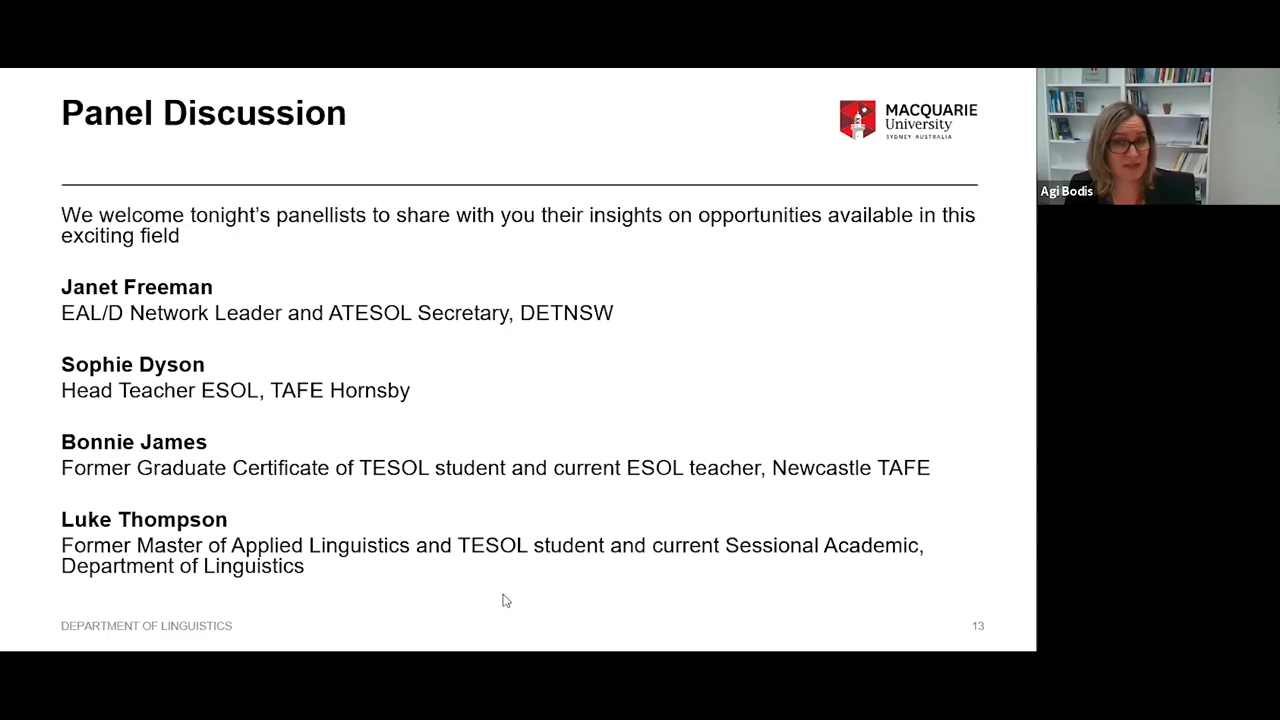 Panel Discussion
MACQUARIE
University
SYDNEY AUSTRALIA
Agi Bodis
We welcome tonight's panellists to share with you their insights on opportunities available in this
exciting field
Janet Freeman
EAL/D Network Leader and ATESOL Secretary, DETNSW
Sophie Dyson
Head Teacher ESOL, TAFE Hornsby
Bonnie James
Former Graduate Certificate of TESOL student and current ESOL teacher, Newcastle TAFE
Luke Thompson
Former Master of Applied Linguistics and TESOL student and current Sessional Academic,
Department of Linguistics
DEPARTMENT OF LINGUISTICS
13